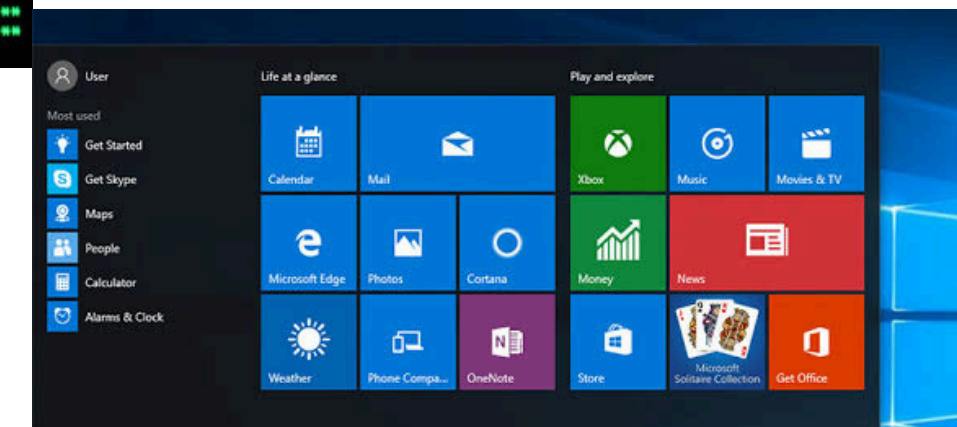 User
Life at a glance
Play and explore
Most used
Get Started
Get Skype
Maps
People
Calculator
Alarms & Clock
Calendar
Mail
Xbox
Music
Movies & TV
Microsoft Edge
Photos
Cortana
Money
News
Weather
Phone Compa...
OneNote
Store
Microsoft
Solitaire Collection
Get Office